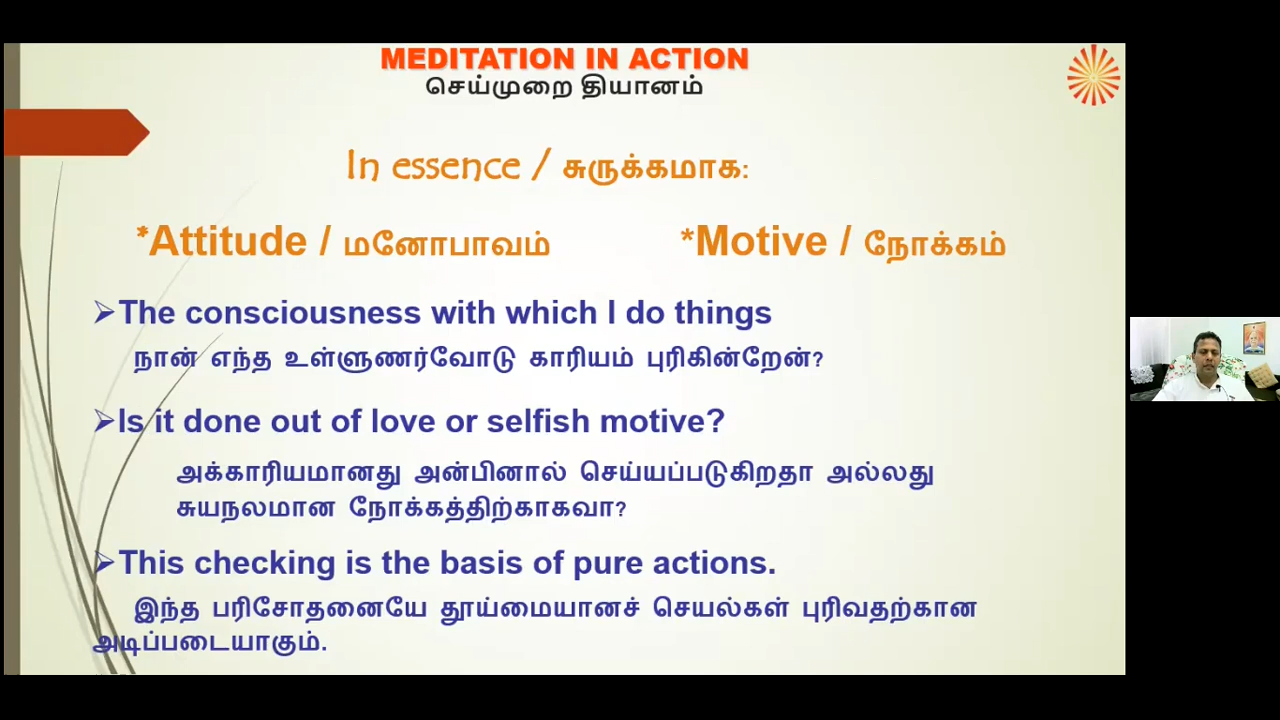 MEDITATION IN ACTION
செய்முறை தியானம்
In essence / சுருக்கமாக:
*Attitude / மனோபாவம் *Motive / நோக்கம்
➢The consciousness with which I do things
நான் எந்த உள்ளுணர்வோடு காரியம் புரிகின்றேன்?
➢Is it done out of love or selfish motive?
அக்காரியமானது அன்பினால் செய்யப்படுகிறதா அல்லது
சுயநலமான நோக்கத்திற்காகவா?
➢This checking is the basis of pure actions.
இந்த பரிசோதனையே தூய்மையானச் செயல்கள் புரிவதற்கான
அடிப்படையாகும்.